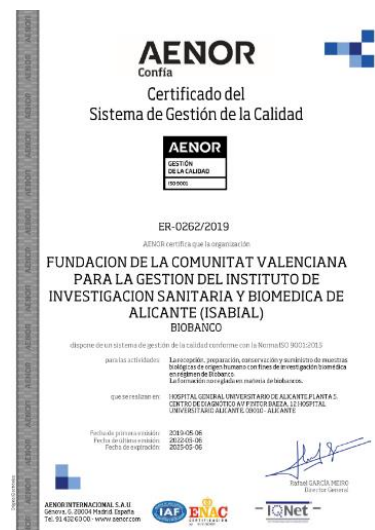 AENOR
Confía
Certificado del
Sistema de Gestión de la Calidad
AENOR
GESTIÓN
DE LA CALIDAD
ISO 9001
ER-0262/2019
AENOR certifica que la organización
FUNDACION DE LA COMUNITAT VALENCIANA
PARA LA GESTION DEL INSTITUTO DE
INVESTIGACION SANITARIA Y BIOMEDICA DE
ALICANTE (ISABIAL)
BIOBANCO
dispone de un sistema de gestión de la calidad conforme con la Norma ISO 9001:2015
para las actividades: La recepción, preparación, conservación y suministro de muestras
biológicas de origen humano con fines de investigación biomédica
en régimen de Biobanco.
La formación no reglada en materia de biobancos.
que se realizan en: HOSPITAL GENERAL UNIVERSITARIO DE ALICANTE, PLANTA 5,
CENTRO DE DIAGNÓSTICO AV PINTOR BAEZA, 12 HOSPITAL
UNIVERSITARIO ALICANTE. 03010 - ALICANTE
Fecha de primera emisión: 2019-05-06
Fecha de última emisión: 2022-05-06
Fecha de expiración: 2025-05-06
Rafael GARCÍA MEIRO
Director General
AENOR INTERNACIONAL S.A.U.
Génova, 6. 28004 Madrid. España
Tel. 91 432 60 00.- www.aenor.com
IAF
ENAC
CERTIFICACIÓN
IQNet